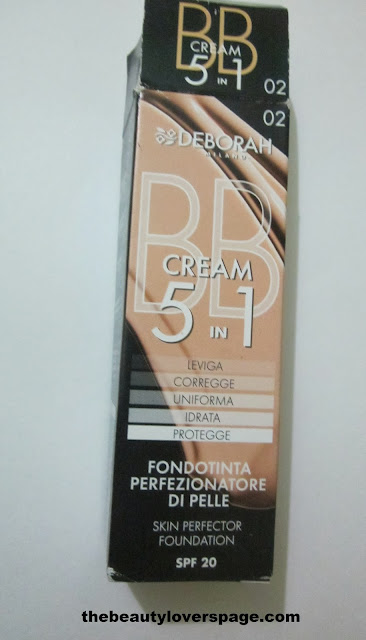 BB
CREAM
5 IN 1
02
02
DEBORAH
MILANO
BB
CREAM
5 IN 1
LEVIGA
CORREGGE
UNIFORMA
IDRATA
PROTEGGE
FONDOTINTA
PERFEZIONATORE
DI PELLE
SKIN PERFECTOR
FOUNDATION
SPF 20
thebeautyloverspage.com